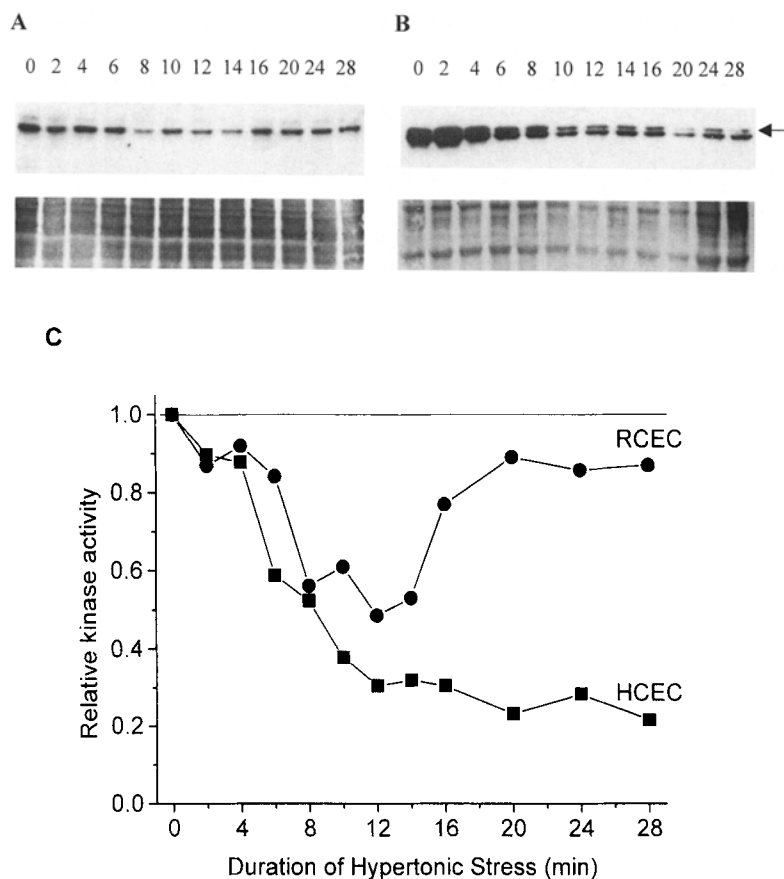 A
B
0 2 4 6 8 10 12 14 16 20 24 28
0 2 4 6 8 10 12 14 16 20 24 28
C
1.0
RCEC
0.8
0.6
0.4
HCEC
0.2
0.0
Relative kinase activity
0 4 8 12 16 20 24 28
Duration of Hypertonic Stress (min)